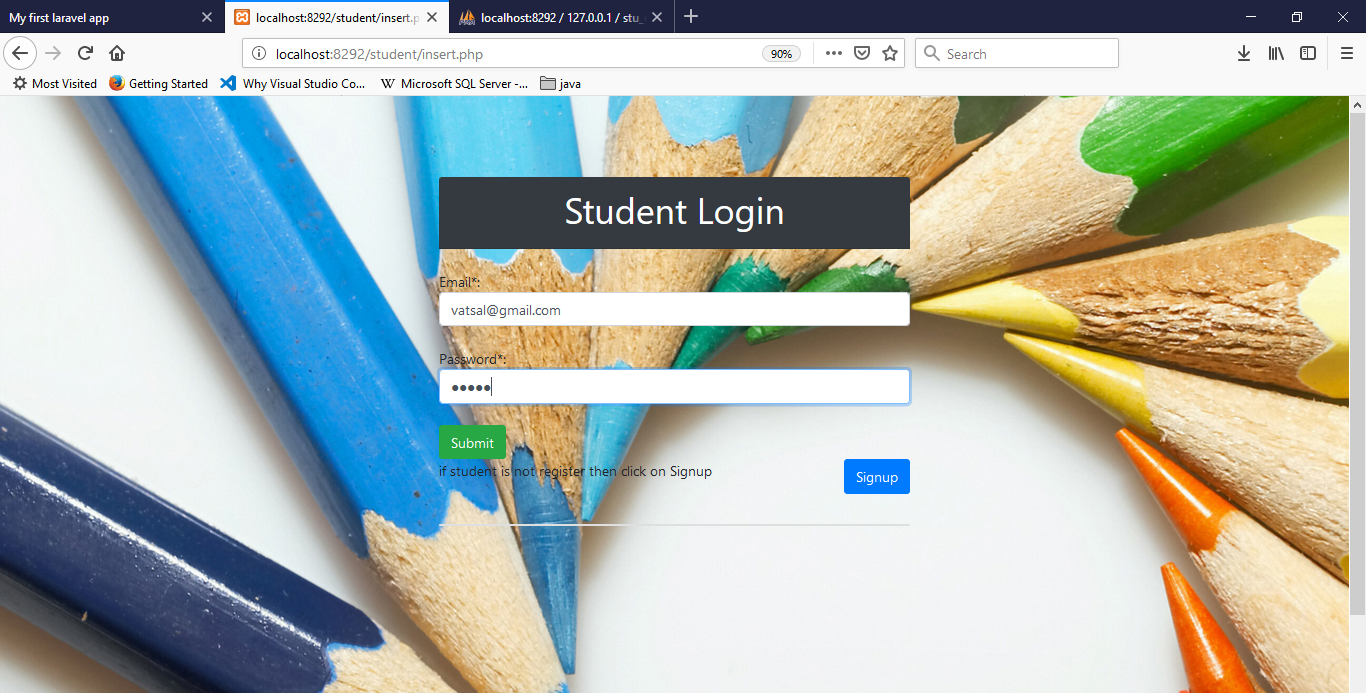 My first laravel app
localhost:8292/student/insert.p
localhost:8292 / 127.0.0.1 / stu_
localhost:8292/student/insert.php
90%
Search
Most Visited
Getting Started
Why Visual Studio Co...
W Microsoft SQL Server -...
java
Student Login
Email*:
vatsal@gmail.com
Password*:
●●●●●
Submit
if student is not register then click on Signup
Signup